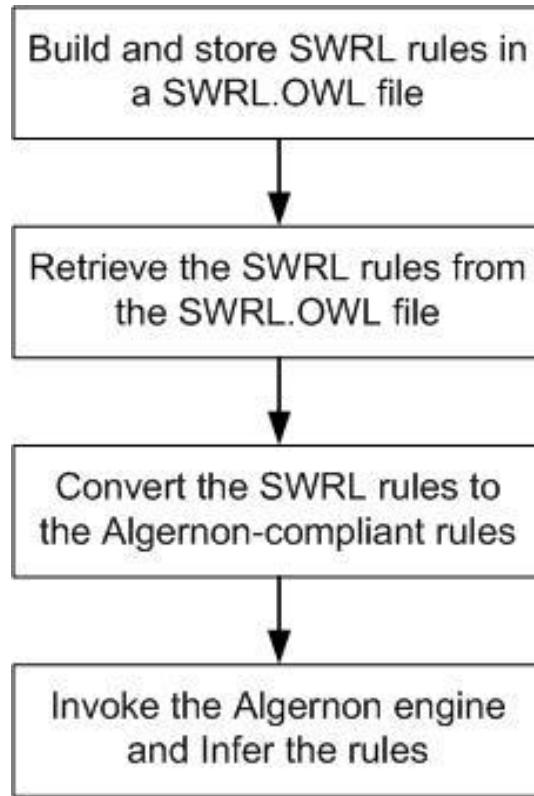 Build and store SWRL rules in
a SWRL.OWL file
Retrieve the SWRL rules from
the SWRL.OWL file
Convert the SWRL rules to
the Algernon-compliant rules
Invoke the Algernon engine
and Infer the rules